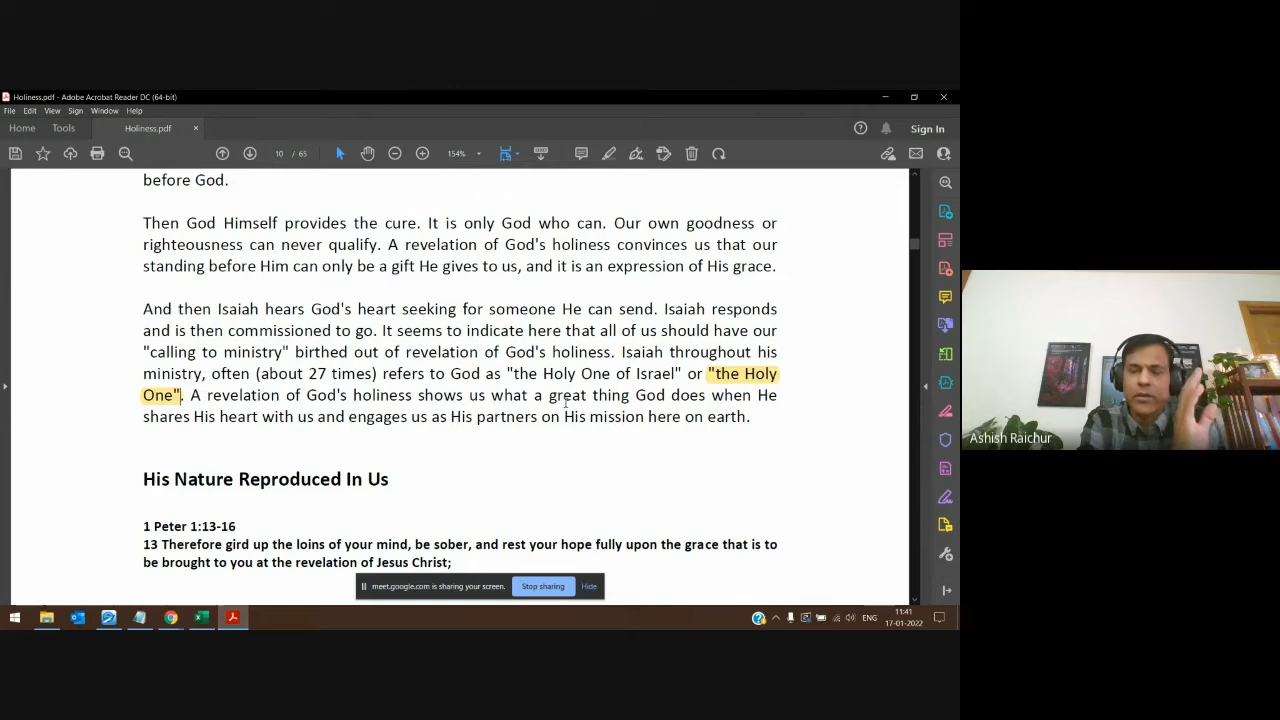 Holiness.pdf - Adobe Acrobat Reader DC (64-bit)
File Edit View Sign Window Help
Home Tools Holiness.pdf × Sign In
10 / 65 154%
before God.
Then God Himself provides the cure. It is only God who can. Our own goodness or
righteousness can never qualify. A revelation of God's holiness convinces us that our
standing before Him can only be a gift He gives to us, and it is an expression of His grace.
And then Isaiah hears God's heart seeking for someone He can send. Isaiah responds
and is then commissioned to go. It seems to indicate here that all of us should have our
"calling to ministry" birthed out of revelation of God's holiness. Isaiah throughout his
ministry, often (about 27 times) refers to God as "the Holy One of Israel" or "the Holy
One". A revelation of God's holiness shows us what a great thing God does when He
shares His heart with us and engages us as His partners on His mission here on earth.
His Nature Reproduced In Us
1 Peter 1:13-16
13 Therefore gird up the loins of your mind, be sober, and rest your hope fully upon the grace that is to
be brought to you at the revelation of Jesus Christ;
meet.google.com is sharing your screen. Stop sharing Hide
ENG
11:41
17-01-2022
Ashish Raichur